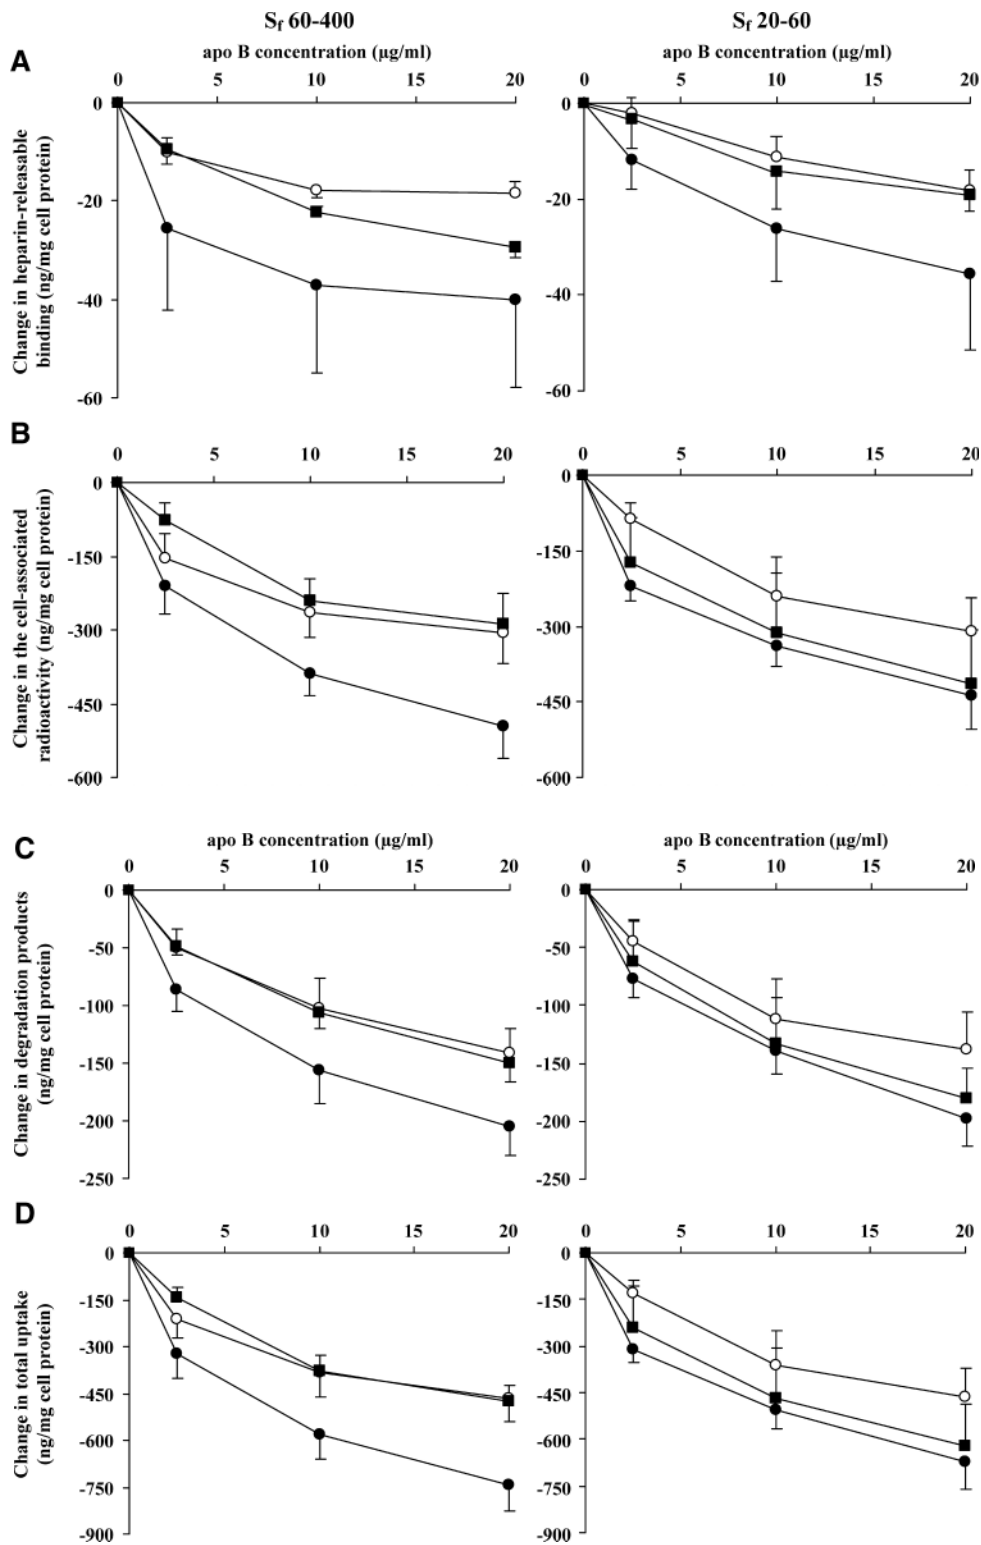 S_f 60-400
S_f 20-60
apo B concentration (µg/ml)
apo B concentration (µg/ml)
A
0 5 10 15 20
0 5 10 15 20
Change in heparin-releasable
binding (ng/mg cell protein)
0
-20
-40
-60
0
-20
-40
-60
B
0 5 10 15 20
0 5 10 15 20
Change in the cell-associated
radioactivity (ng/mg cell protein)
0
-150
-300
-450
-600
0
-150
-300
-450
-600
C
apo B concentration (µg/ml)
apo B concentration (µg/ml)
0 5 10 15 20
0 5 10 15 20
Change in degradation products
(ng/mg cell protein)
0
-50
-100
-150
-200
-250
0
-50
-100
-150
-200
-250
D
0 5 10 15 20
0 5 10 15 20
Change in total uptake
(ng/mg cell protein)
0
-150
-300
-450
-600
-750
-900
0
-150
-300
-450
-600
-750
-900